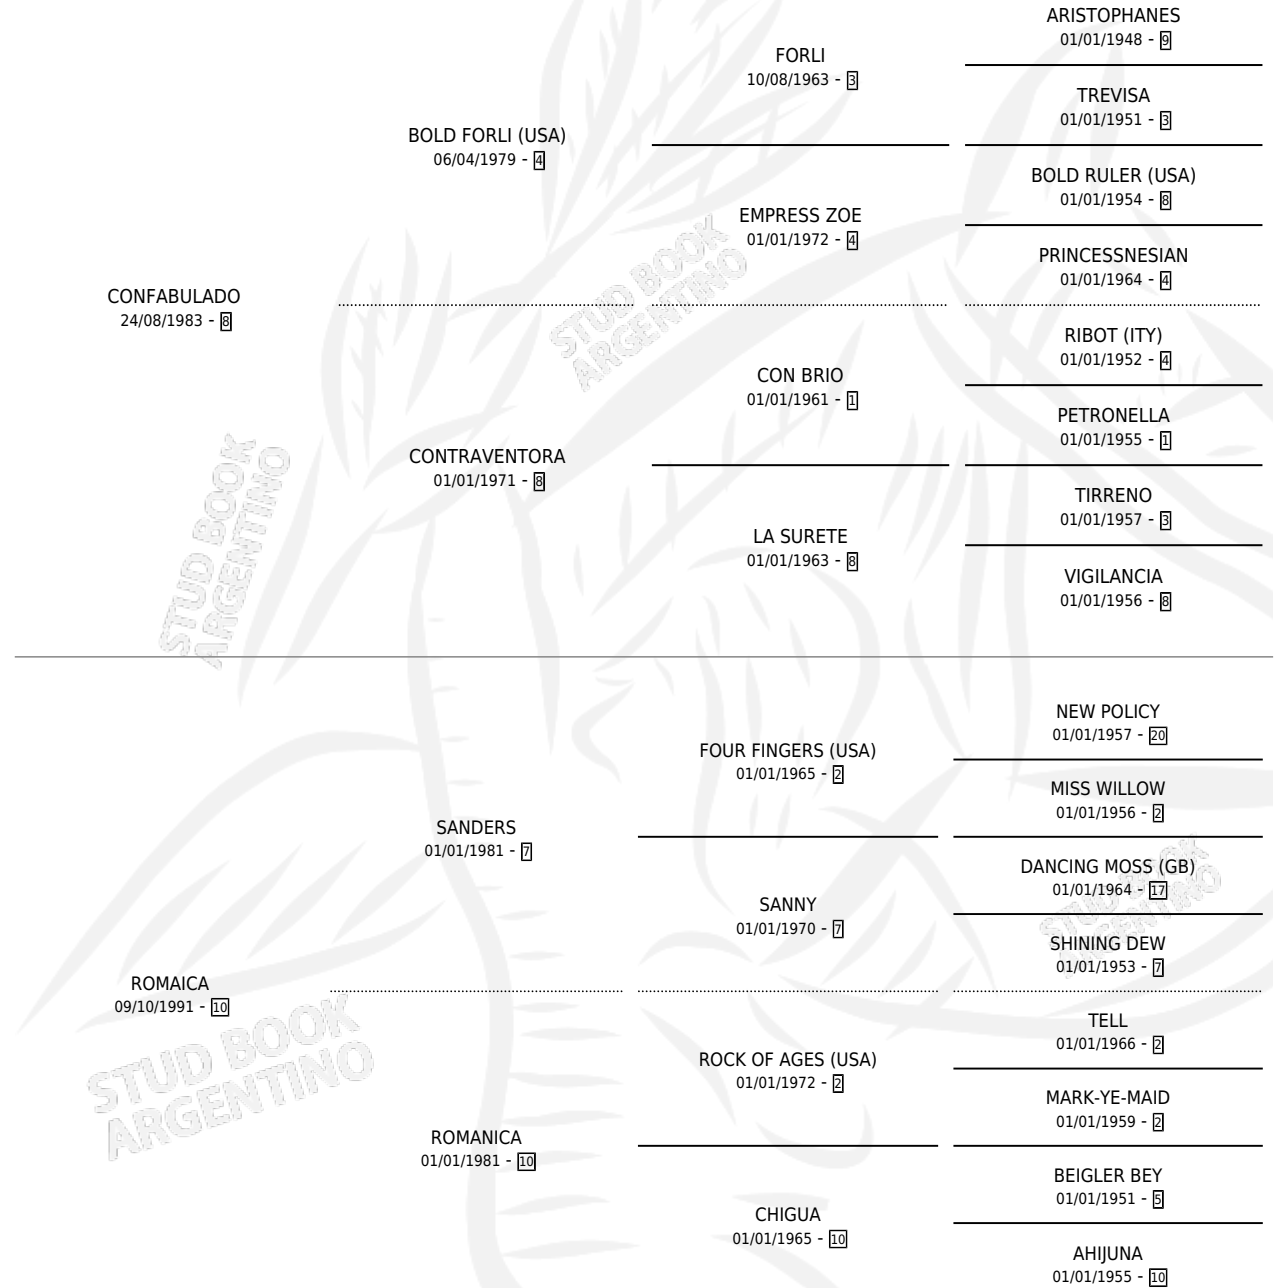 ARISTOPHANES
01/01/1948 - 9
FORLI
10/08/1963 - 3
TREVISA
01/01/1951 - 3
BOLD FORLI (USA)
06/04/1979 - 4
BOLD RULER (USA)
01/01/1954 - 8
EMPRESS ZOE
01/01/1972 - 4
PRINCESSNESIAN
01/01/1964 - 4
CONFABULADO
24/08/1983 - 8
STUD BOOK
ARGENTINO
RIBOT (ITY)
01/01/1952 - 4
CON BRIO
01/01/1961 - 1
PETRONELLA
01/01/1955 - 1
CONTRAVENTORA
01/01/1971 - 8
STUD BOOK
ARGENTINO
TIRRENO
01/01/1957 - 3
LA SURETE
01/01/1963 - 8
VIGILANCIA
01/01/1956 - 8
NEW POLICY
01/01/1957 - 20
FOUR FINGERS (USA)
01/01/1965 - 2
MISS WILLOW
01/01/1956 - 2
SANDERS
01/01/1981 - 7
DANCING MOSS (GB)
01/01/1964 - 17
SANNY
01/01/1970 - 7
STUD BOOK
ARGENTINO
SHINING DEW
01/01/1953 - 7
ROMAICA
09/10/1991 - 10
TELL
01/01/1966 - 2
ROCK OF AGES (USA)
01/01/1972 - 2
STUD BOOK
ARGENTINO
MARK-YE-MAID
01/01/1959 - 2
ROMANICA
01/01/1981 - 10
BEIGLER BEY
01/01/1951 - 5
CHIGUA
01/01/1965 - 10
AHIJUNA
01/01/1955 - 10